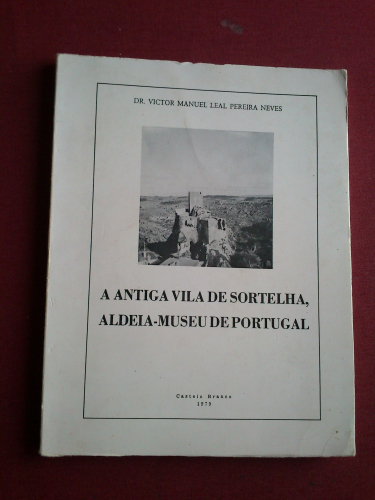 DR. VICTOR MANUEL LEAL PEREIRA NEVES
A ANTIGA VILA DE SORTELHA,
ALDEIA-MUSEU DE PORTUGAL
Castelo Branco
1979